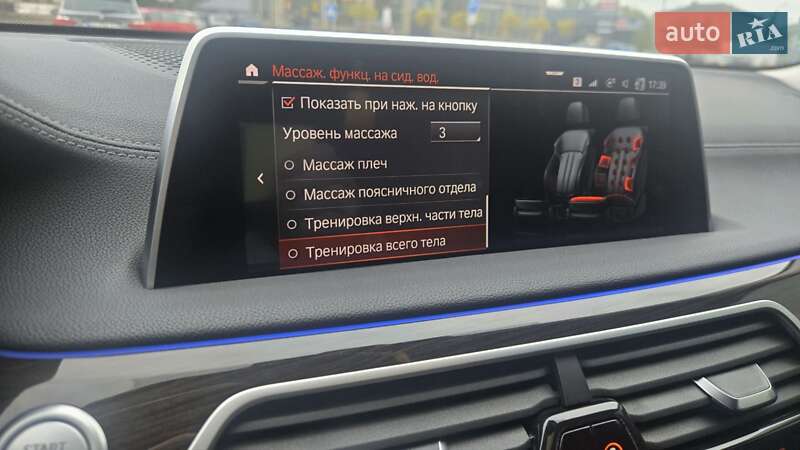 auto RIA
.com
Массаж. функц. на сид. вод.
17:39
Показать при наж. на кнопку
Уровень массажа 3
Массаж плеч
Массаж поясничного отдела
Тренировка верхн. части тела
Тренировка всего тела
START